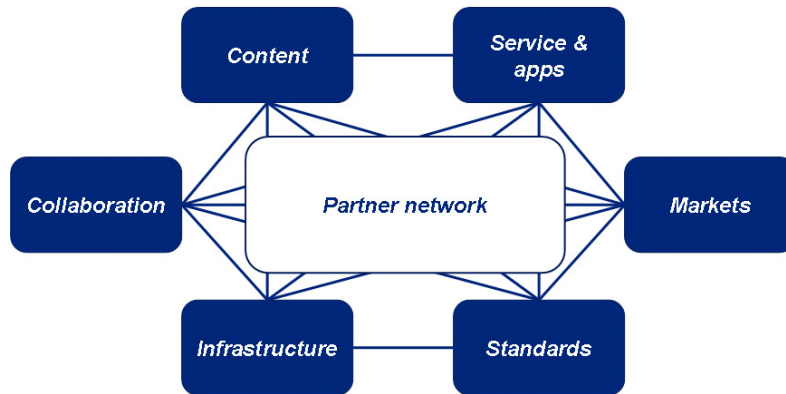 Content
Service &
apps
Collaboration
Partner network
Markets
Infrastructure
Standards